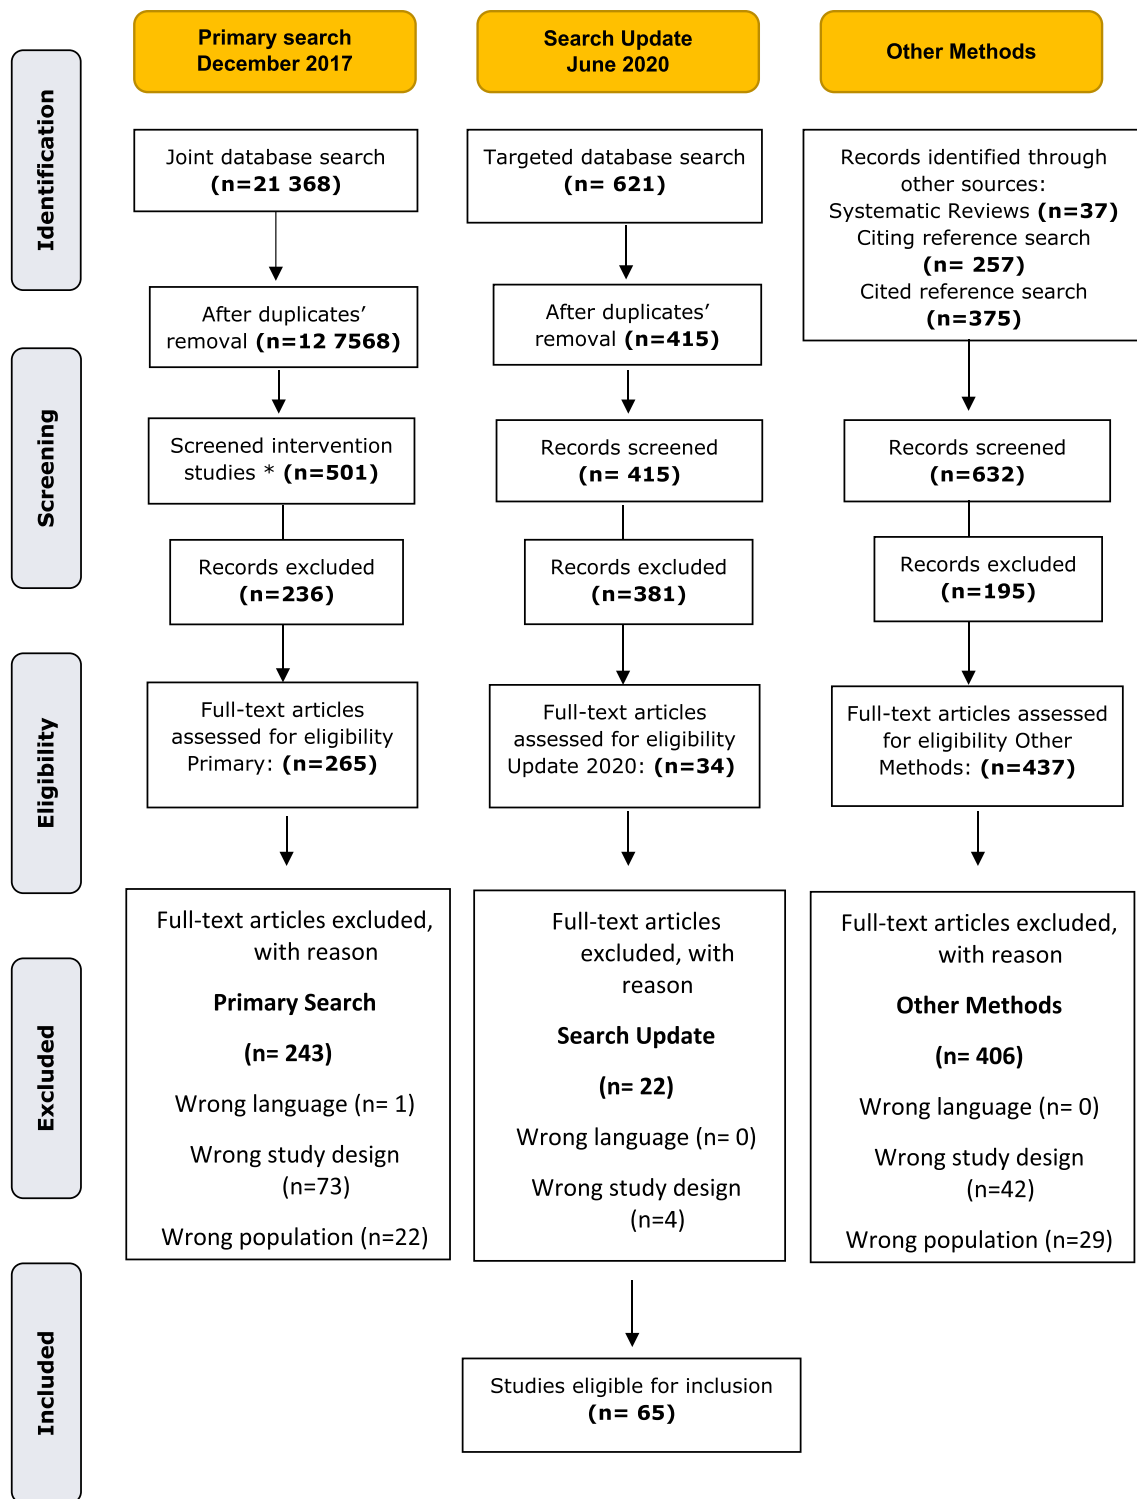 Primary search
December 2017
Search Update
June 2020
Other Methods
Identification
Joint database search
(n=21 368)
Targeted database search
(n= 621)
Records identified through
other sources:
Systematic Reviews (n=37)
Citing reference search
(n= 257)
Cited reference search
(n=375)
After duplicates’
removal (n=12 7568)
After duplicates’
removal (n=415)
Screening
Screened intervention
studies * (n=501)
Records screened
(n= 415)
Records screened
(n=632)
Records excluded
(n=236)
Records excluded
(n=381)
Records excluded
(n=195)
Eligibility
Full-text articles
assessed for eligibility
Primary: (n=265)
Full-text articles
assessed for eligibility
Update 2020: (n=34)
Full-text articles assessed
for eligibility Other
Methods: (n=437)
Excluded
Full-text articles excluded,
with reason
Primary Search
(n= 243)
Wrong language (n= 1)
Wrong study design
(n=73)
Wrong population (n=22)
Full-text articles
excluded, with
reason
Search Update
(n= 22)
Wrong language (n= 0)
Wrong study design
(n=4)
Full-text articles excluded,
with reason
Other Methods
(n= 406)
Wrong language (n= 0)
Wrong study design
(n=42)
Wrong population (n=29)
Included
Studies eligible for inclusion
(n= 65)